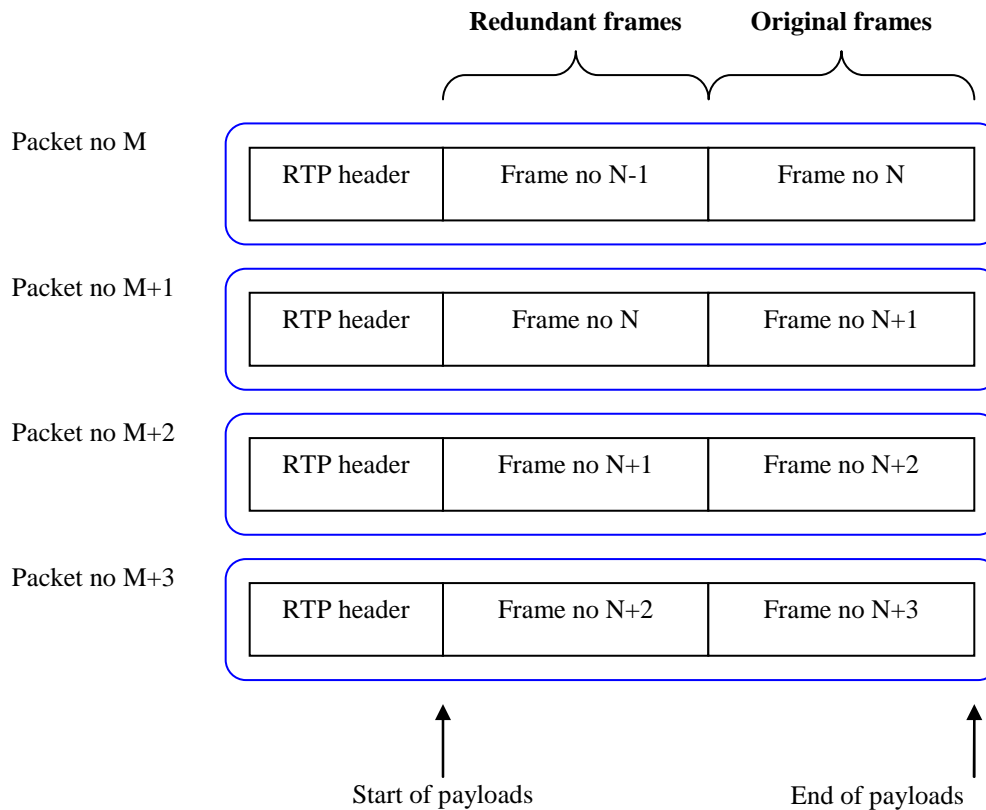 Redundant frames Original frames
Packet no M
RTP header Frame no N-1 Frame no N
Packet no M+1
RTP header Frame no N Frame no N+1
Packet no M+2
RTP header Frame no N+1 Frame no N+2
Packet no M+3
RTP header Frame no N+2 Frame no N+3
Start of payloads End of payloads